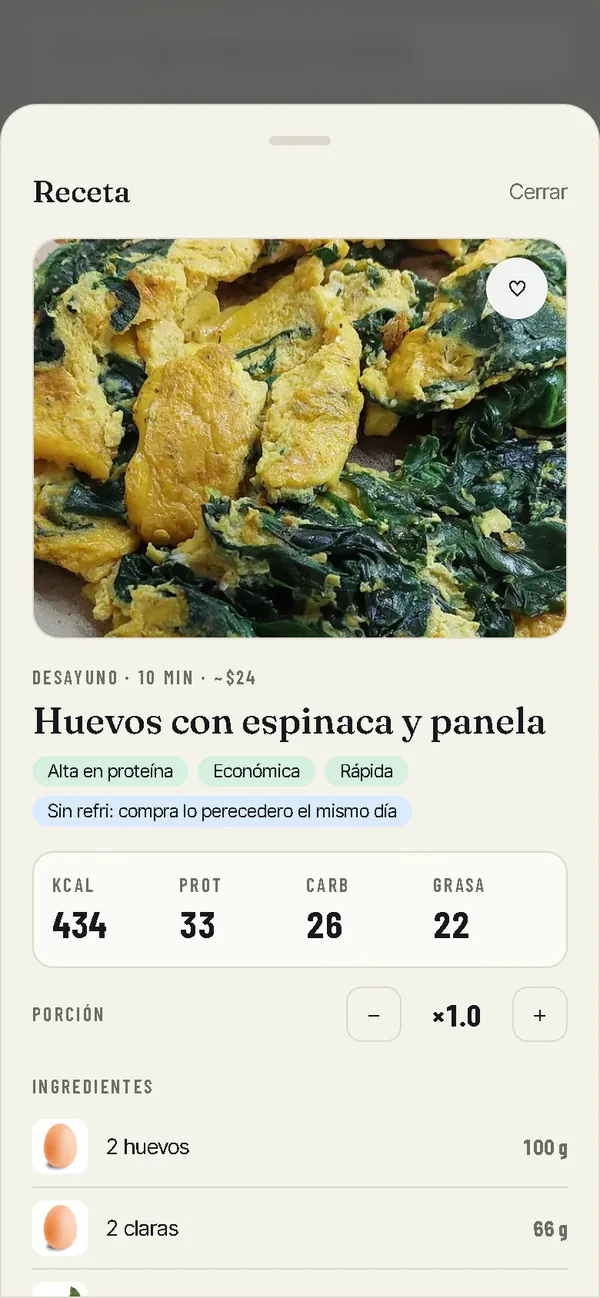 Receta
Cerrar
DESAYUNO · 10 MIN · ~$24
Huevos con espinaca y panela
Alta en proteína Económica Rápida
Sin refri: compra lo perecedero el mismo día
KCAL PROT CARB GRASA
434 33 26 22
PORCIÓN − ×1.0 +
INGREDIENTES
2 huevos 100 g
2 claras 66 g